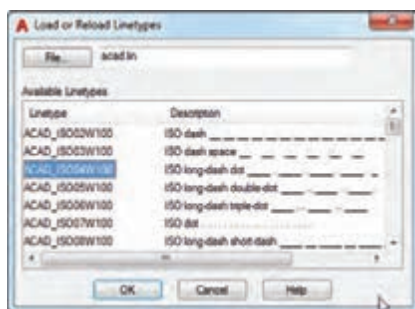 Load or Reload Linetypes
File... acad.lin
Available Linetypes
Linetype Description
ACAD_ISO02W100 ISO dash
ACAD_ISO03W100 ISO dash space
ACAD_ISO04W100 ISO long-dash dot
ACAD_ISO05W100 ISO long-dash double-dot
ACAD_ISO06W100 ISO long-dash triple-dot
ACAD_ISO07W100 ISO dot
ACAD_ISO08W100 ISO long-dash short-dash
OK Cancel Help